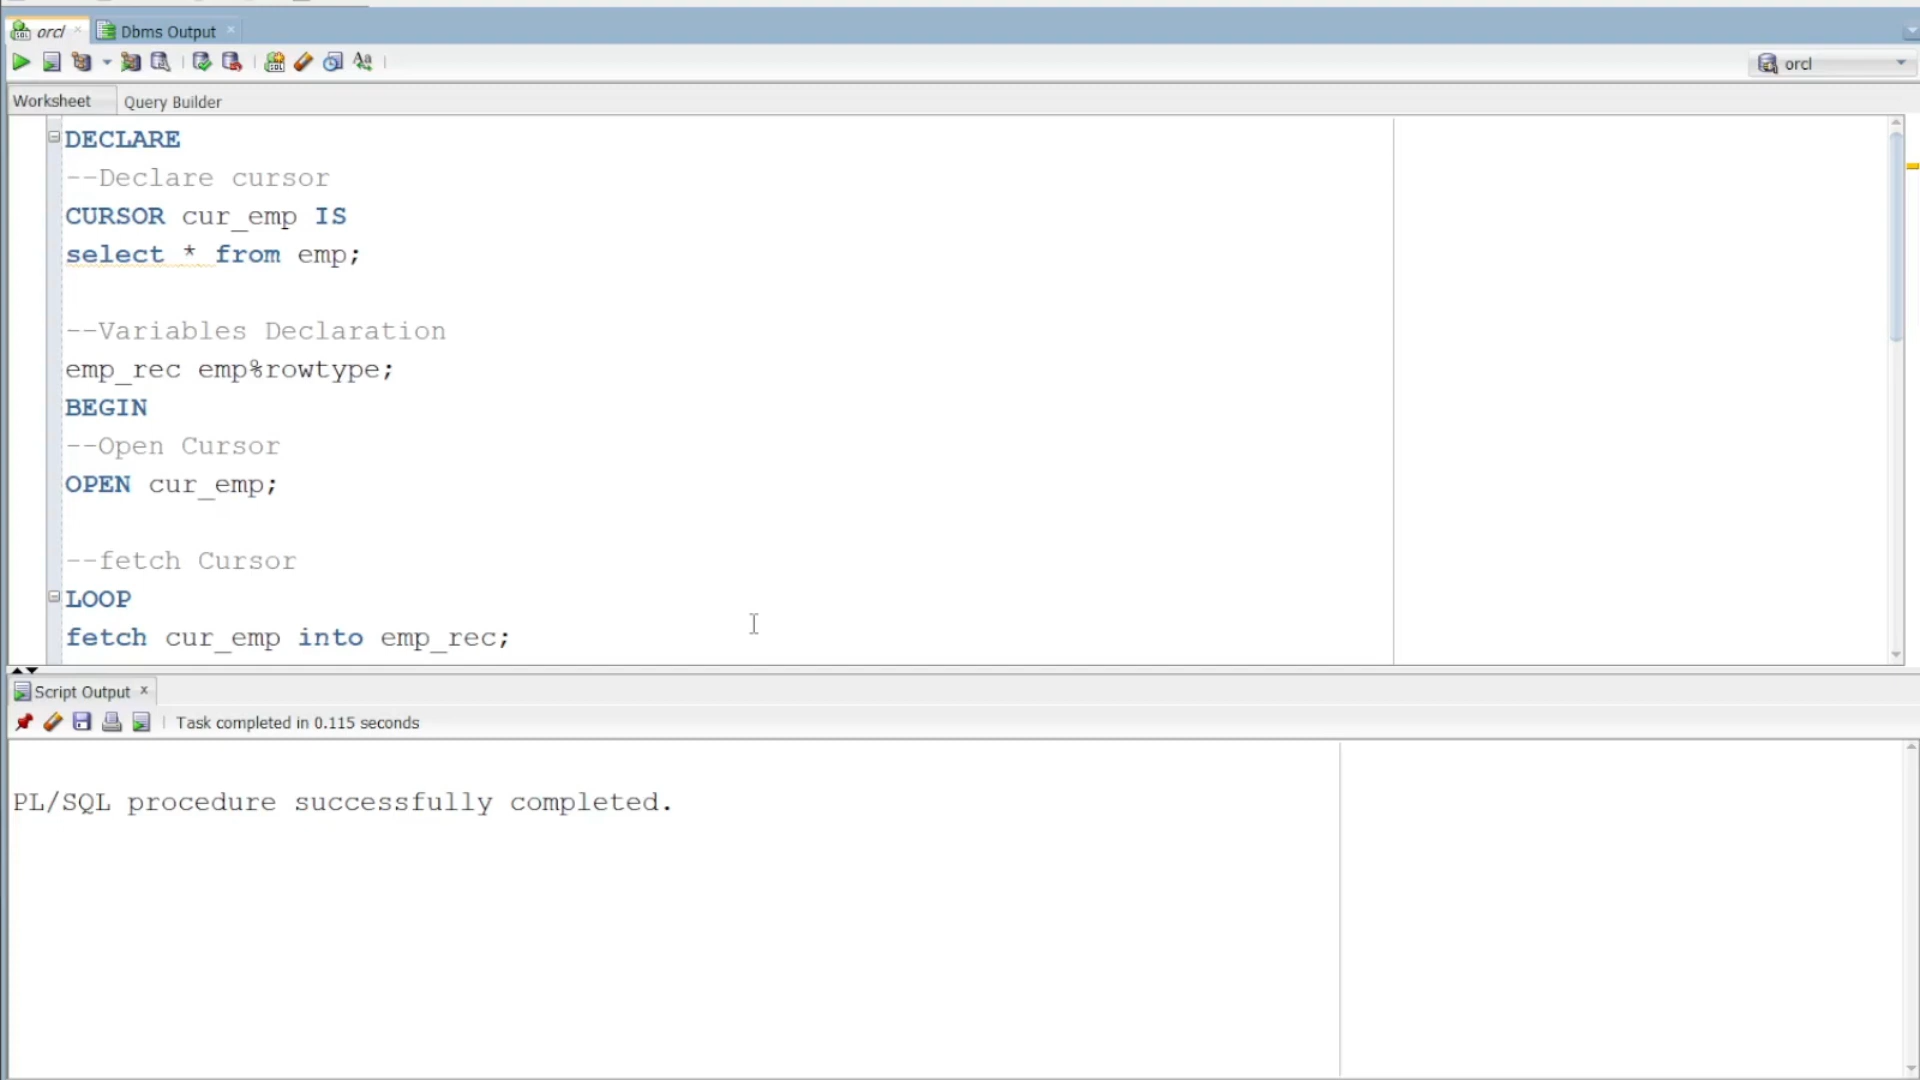 orcl
Dbms Output
orcl
Worksheet
Query Builder
DECLARE
--Declare cursor
CURSOR cur_emp IS
select * from emp;
--Variables Declaration
emp_rec emp%rowtype;
BEGIN
--Open Cursor
OPEN cur_emp;
--fetch Cursor
LOOP
fetch cur_emp into emp_rec;
Script Output
Task completed in 0.115 seconds
PL/SQL procedure successfully completed.